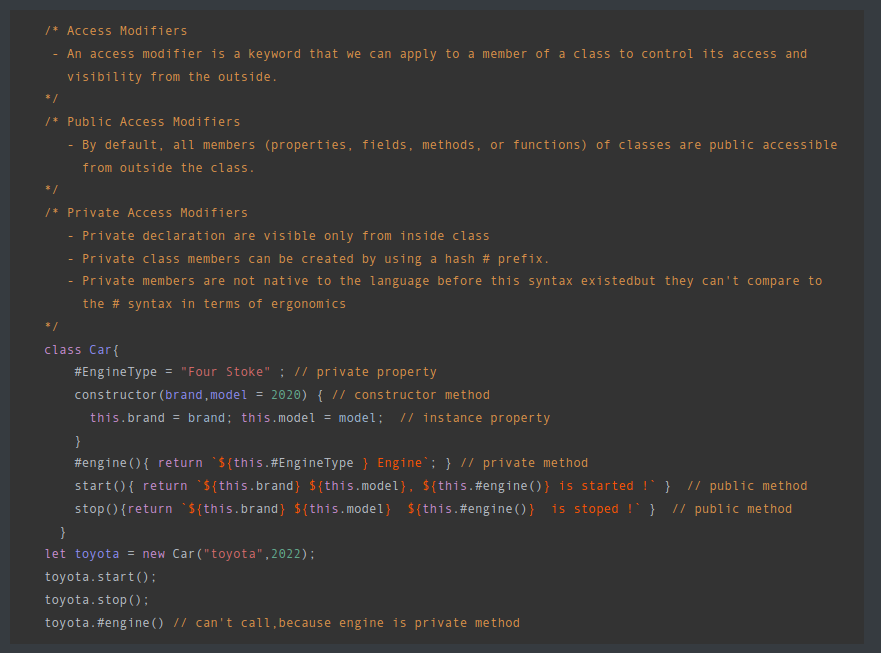 /* Access Modifiers
- An access modifier is a keyword that we can apply to a member of a class to control its access and
visibility from the outside.
*/
/* Public Access Modifiers
- By default, all members (properties, fields, methods, or functions) of classes are public accessible
from outside the class.
*/
/* Private Access Modifiers
- Private declaration are visible only from inside class
- Private class members can be created by using a hash # prefix.
- Private members are not native to the language before this syntax existedbut they can't compare to
the # syntax in terms of ergonomics
*/
class Car{
#EngineType = "Four Stoke" ; // private property
constructor(brand,model = 2020) { // constructor method
this.brand = brand; this.model = model;  // instance property
}
#engine(){ return `${this.#EngineType } Engine`; } // private method
start(){ return `${this.brand} ${this.model}, ${this.#engine()} is started !` }  // public method
stop(){return `${this.brand} ${this.model}  ${this.#engine()}  is stoped !` }  // public method
}
let toyota = new Car("toyota",2022);
toyota.start();
toyota.stop();
toyota.#engine() // can't call,because engine is private method